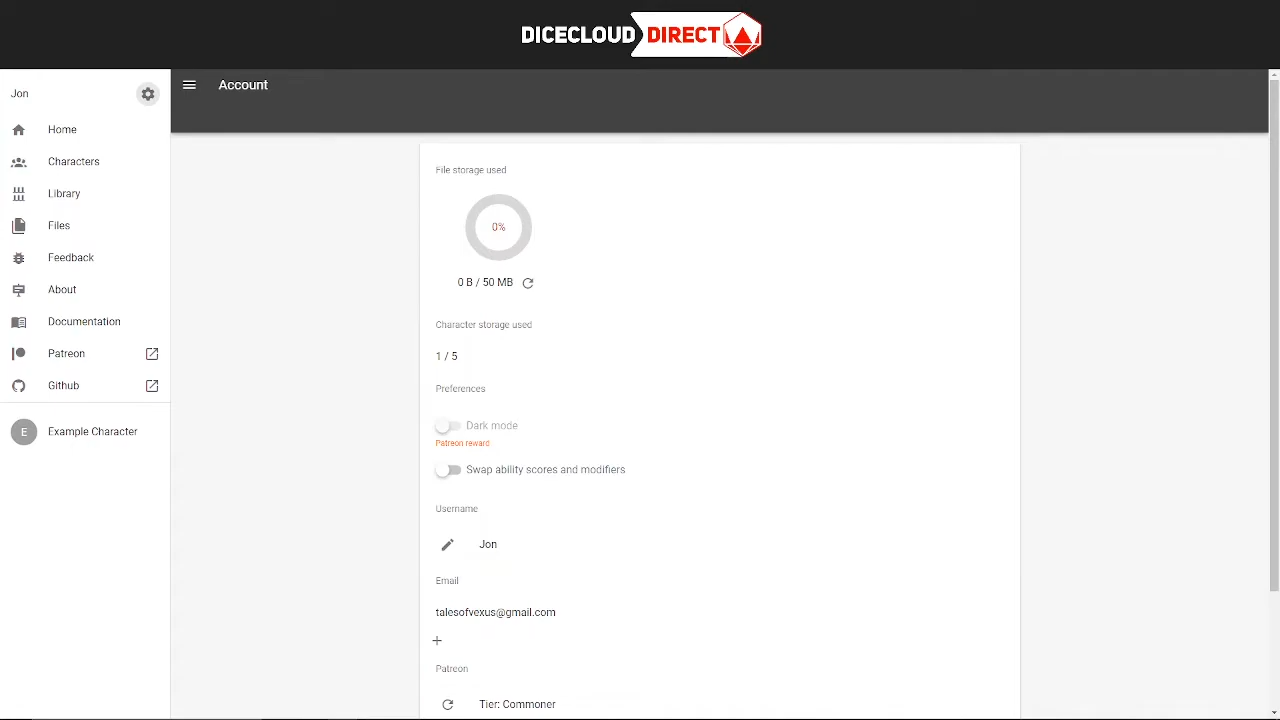 DICECLOUD DIRECT
Jon
Account
Home
Characters
Library
Files
Feedback
About
Documentation
Patreon
Github
E Example Character
File storage used
0%
0 B / 50 MB
Character storage used
1 / 5
Preferences
Dark mode
Patreon reward
Swap ability scores and modifiers
Username
Jon
Email
talesofvexus@gmail.com
Patreon
Tier: Commoner